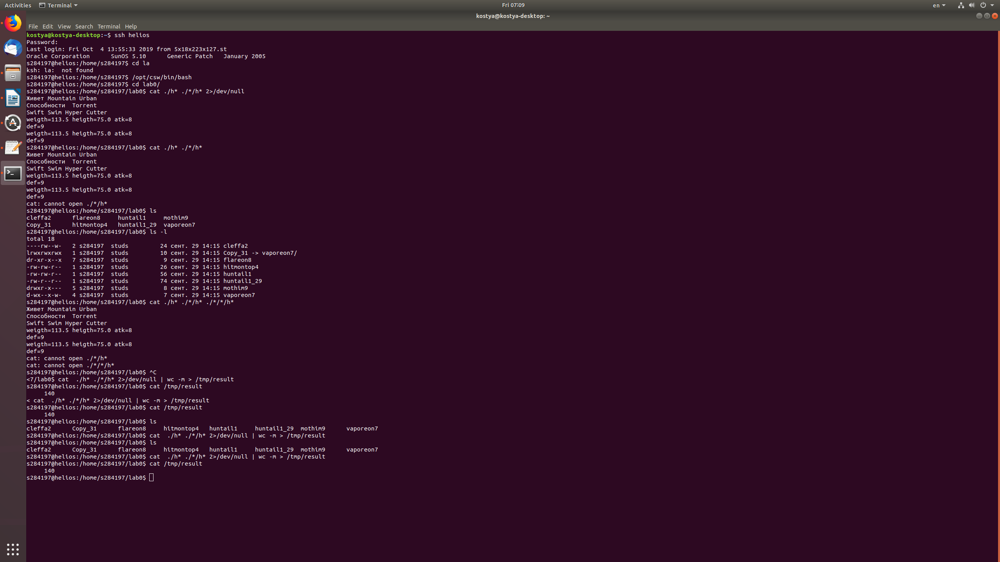 Activities Terminal Fri 07:09 en
kostya@kostya-desktop: ~
File Edit View Search Terminal Help
kostya@kostya-desktop:~$ ssh helios
Password:
Last login: Fri Oct  4 13:55:33 2019 from 5x18x223x127.st
Oracle Corporation      SunOS 5.10      Generic Patch   January 2005
s284197@helios:/home/s284197$ cd la
ksh: la:  not found
s284197@helios:/home/s284197$ /opt/csw/bin/bash
s284197@helios:/home/s284197$ cd lab0/
s284197@helios:/home/s284197/lab0$ cat ./h* ./*/h* 2>/dev/null
Живет Mountain Urban
Способности  Torrent
Swift Swim Hyper Cutter
weigth=113.5 heigth=75.0 atk=8
def=9
weigth=113.5 heigth=75.0 atk=8
def=9
s284197@helios:/home/s284197/lab0$ cat ./h* ./*/h*
Живет Mountain Urban
Способности  Torrent
Swift Swim Hyper Cutter
weigth=113.5 heigth=75.0 atk=8
def=9
weigth=113.5 heigth=75.0 atk=8
def=9
cat: cannot open ./*/h*
s284197@helios:/home/s284197/lab0$ ls
cleffa2      flareon8     huntail1     mothim9
Copy_31      hitmontop4   huntail1_29  vaporeon7
s284197@helios:/home/s284197/lab0$ ls -l
total 18
----rw--w-   2 s284197  studs         24 сент. 29 14:15 cleffa2
lrwxrwxrwx   1 s284197  studs         10 сент. 29 14:15 Copy_31 -> vaporeon7/
dr-xr-x--x   7 s284197  studs          9 сент. 29 14:15 flareon8
-rw-rw-r--   1 s284197  studs         26 сент. 29 14:15 hitmontop4
-rw-rw-r--   1 s284197  studs         56 сент. 29 14:15 huntail1
-rw-r--r--   1 s284197  studs         74 сент. 29 14:15 huntail1_29
drwxr-x---   5 s284197  studs          8 сент. 29 14:15 mothim9
d-wx--x-w-   4 s284197  studs          7 сент. 29 14:15 vaporeon7
s284197@helios:/home/s284197/lab0$ cat ./h* ./*/h* ./*/*/h*
Живет Mountain Urban
Способности  Torrent
Swift Swim Hyper Cutter
weigth=113.5 heigth=75.0 atk=8
def=9
weigth=113.5 heigth=75.0 atk=8
def=9
cat: cannot open ./*/h*
cat: cannot open ./*/*/h*
s284197@helios:/home/s284197/lab0$ ^C
<7/lab0$ cat  ./h* ./*/h* 2>/dev/null | wc -m > /tmp/result
s284197@helios:/home/s284197/lab0$ cat /tmp/result
     140
< cat  ./h* ./*/h* 2>/dev/null | wc -m > /tmp/result
s284197@helios:/home/s284197/lab0$ cat /tmp/result
     140
s284197@helios:/home/s284197/lab0$ ls
cleffa2      Copy_31      flareon8     hitmontop4   huntail1     huntail1_29  mothim9      vaporeon7
s284197@helios:/home/s284197/lab0$ cat  ./h* ./*/h* 2>/dev/null | wc -m > /tmp/result
s284197@helios:/home/s284197/lab0$ ls
cleffa2      Copy_31      flareon8     hitmontop4   huntail1     huntail1_29  mothim9      vaporeon7
s284197@helios:/home/s284197/lab0$ cat  ./h* ./*/h* 2>/dev/null | wc -m > /tmp/result
s284197@helios:/home/s284197/lab0$ cat /tmp/result
     140
s284197@helios:/home/s284197/lab0$